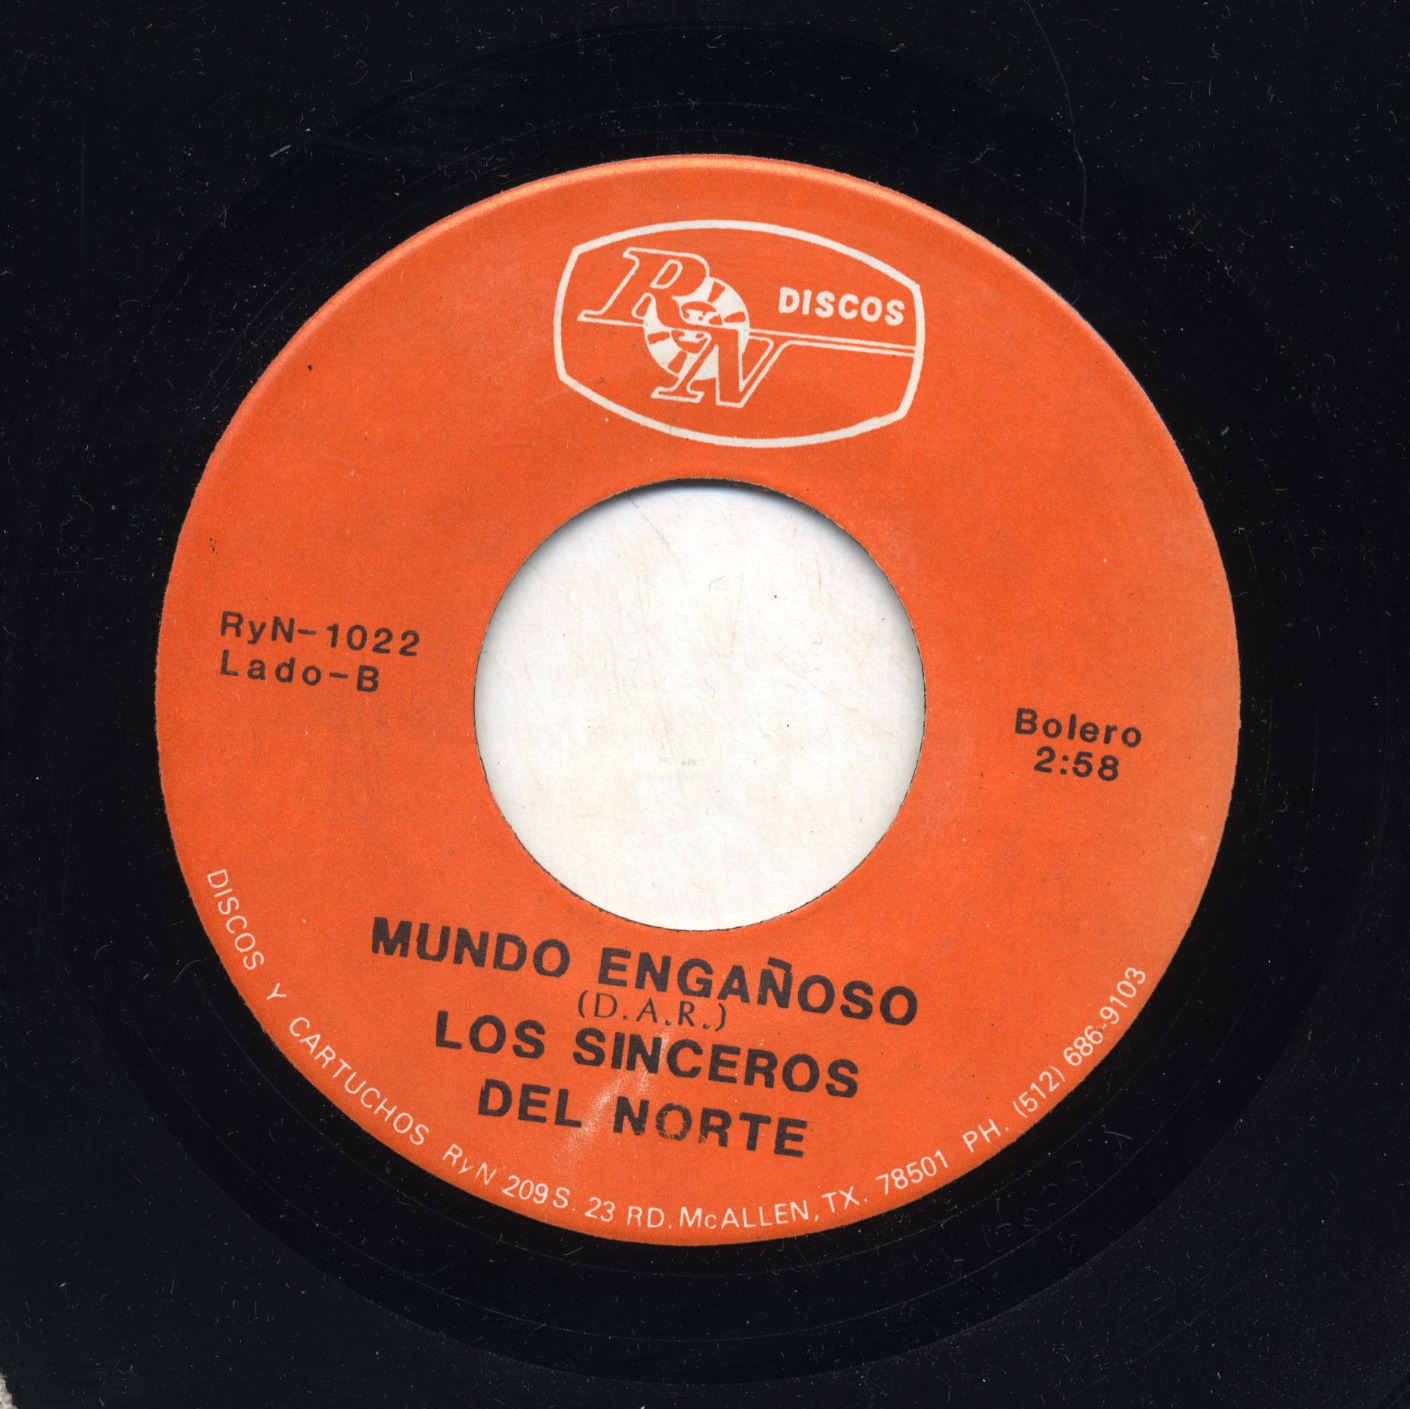 RyN DISCOS
RyN-1022
Lado-B
Bolero
2:58
MUNDO ENGAÑOSO
(D.A.R.)
LOS SINCEROS
DEL NORTE
DISCOS Y CARTUCHOS RyN 209 S. 23 RD. McALLEN, TX. 78501 PH. (512) 686-9103